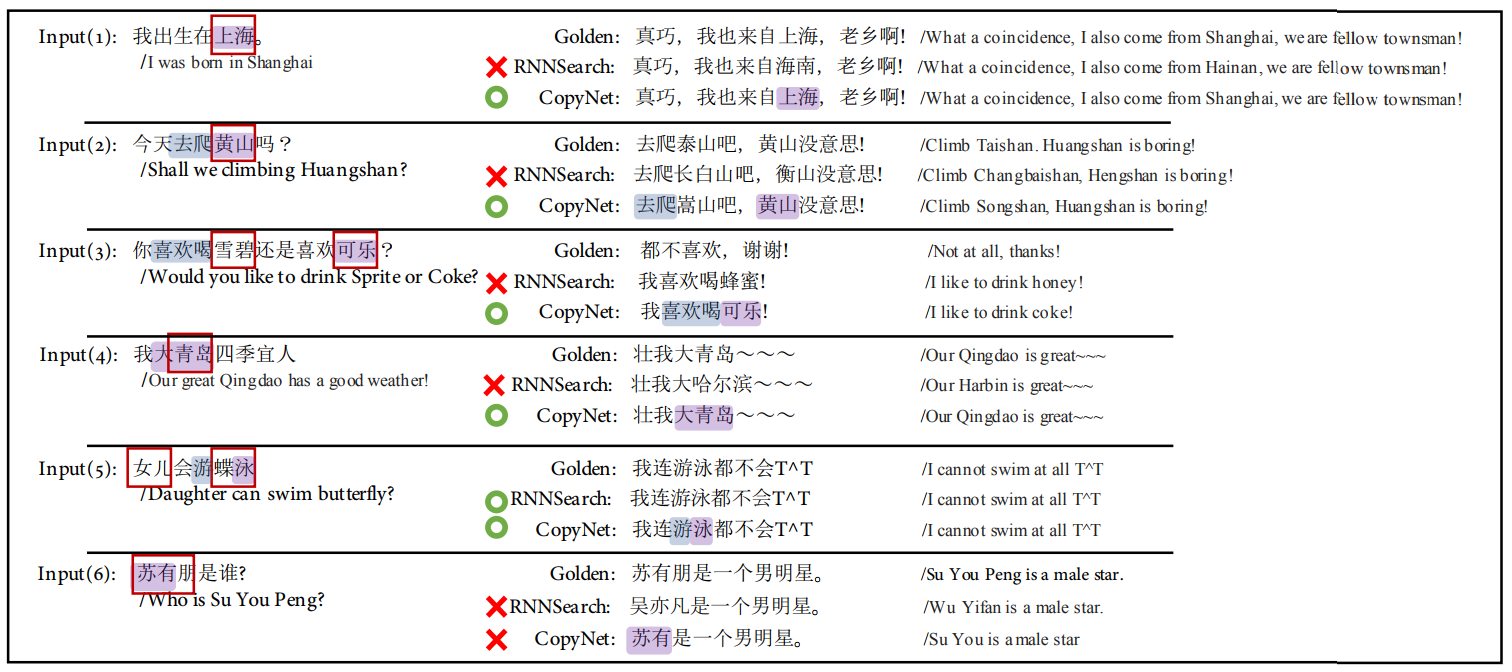 Input(1): 我出生在上海。 Golden: 真巧，我也来自上海，老乡啊! /What a coincidence, I also come from Shanghai, we are fellow townsman!
/I was born in Shanghai RNNSearch: 真巧，我也来自海南，老乡啊! /What a coincidence, I also come from Hainan, we are fellow townsman!
CopyNet: 真巧，我也来自上海，老乡啊! /What a coincidence, I also come from Shanghai, we are fellow townsman!
Input(2): 今天去爬黄山吗？ Golden: 去爬泰山吧，黄山没意思! /Climb Taishan. Huangshan is boring!
/Shall we climbing Huangshan? RNNSearch: 去爬长白山吧，衡山没意思! /Climb Changbaishan, Hengshan is boring!
CopyNet: 去爬嵩山吧，黄山没意思! /Climb Songshan, Huangshan is boring!
Input(3): 你喜欢喝雪碧还是喜欢可乐？ Golden: 都不喜欢，谢谢! /Not at all, thanks!
/Would you like to drink Sprite or Coke? RNNSearch: 我喜欢喝蜂蜜! /I like to drink honey!
CopyNet: 我喜欢喝可乐! /I like to drink coke!
Input(4): 我大青岛四季宜人 Golden: 壮我大青岛～～～ /Our Qingdao is great~~~
/Our great Qingdao has a good weather! RNNSearch: 壮我大哈尔滨～～～ /Our Harbin is great~~~
CopyNet: 壮我大青岛～～～ /Our Qingdao is great~~~
Input(5): 女儿会游蝶泳 Golden: 我连游泳都不会T^T /I cannot swim at all T^T
/Daughter can swim butterfly? RNNSearch: 我连游泳都不会T^T /I cannot swim at all T^T
CopyNet: 我连游泳都不会T^T /I cannot swim at all T^T
Input(6): 苏有朋是谁? Golden: 苏有朋是一个男明星。 /Su You Peng is a male star.
/Who is Su You Peng? RNNSearch: 吴亦凡是一个男明星。 /Wu Yifan is a male star.
CopyNet: 苏有是一个男明星。 /Su You is a male star